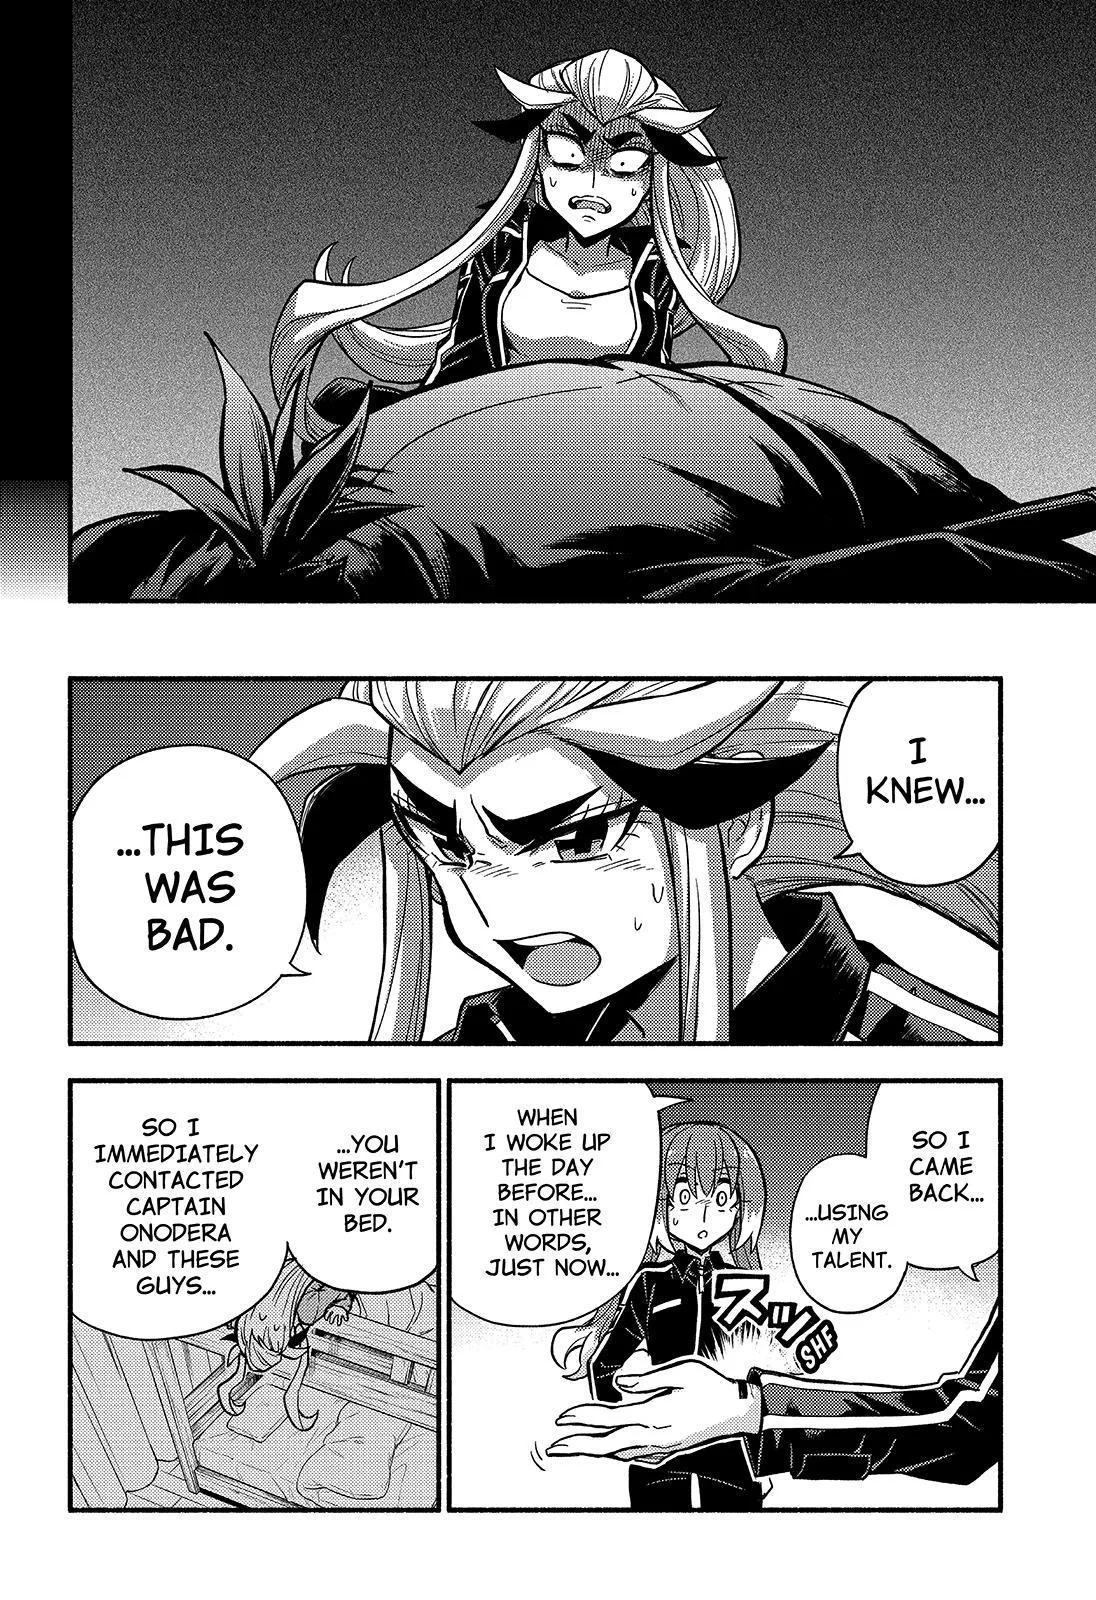 I
KNEW...
...THIS
WAS
BAD.
SO I
CAME
BACK...
...USING
MY
TALENT.
スッ
SHF
WHEN
I WOKE UP
THE DAY
BEFORE...
IN OTHER
WORDS,
JUST NOW...
...YOU
WEREN'T
IN YOUR
BED.
SO I
IMMEDIATELY
CONTACTED
CAPTAIN
ONODERA
AND THESE
GUYS...